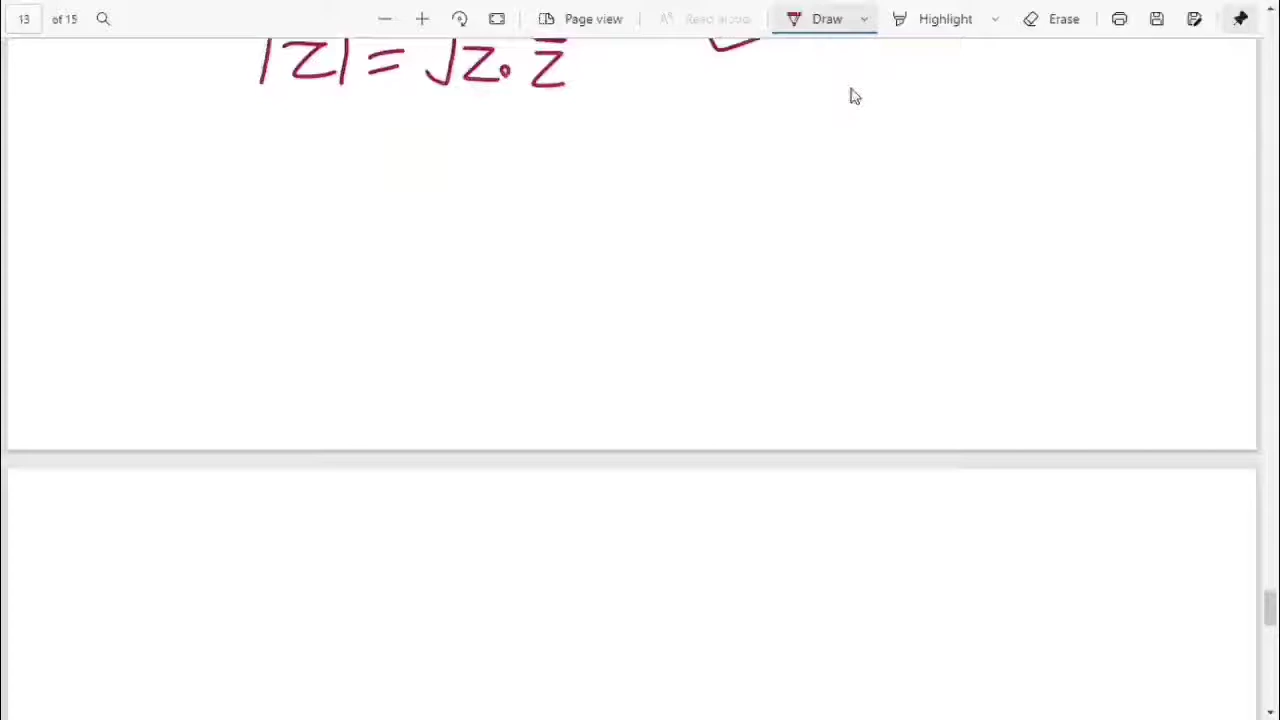 13 of 15 Page view Read aloud Draw Highlight Erase
|z| = √z · z̅